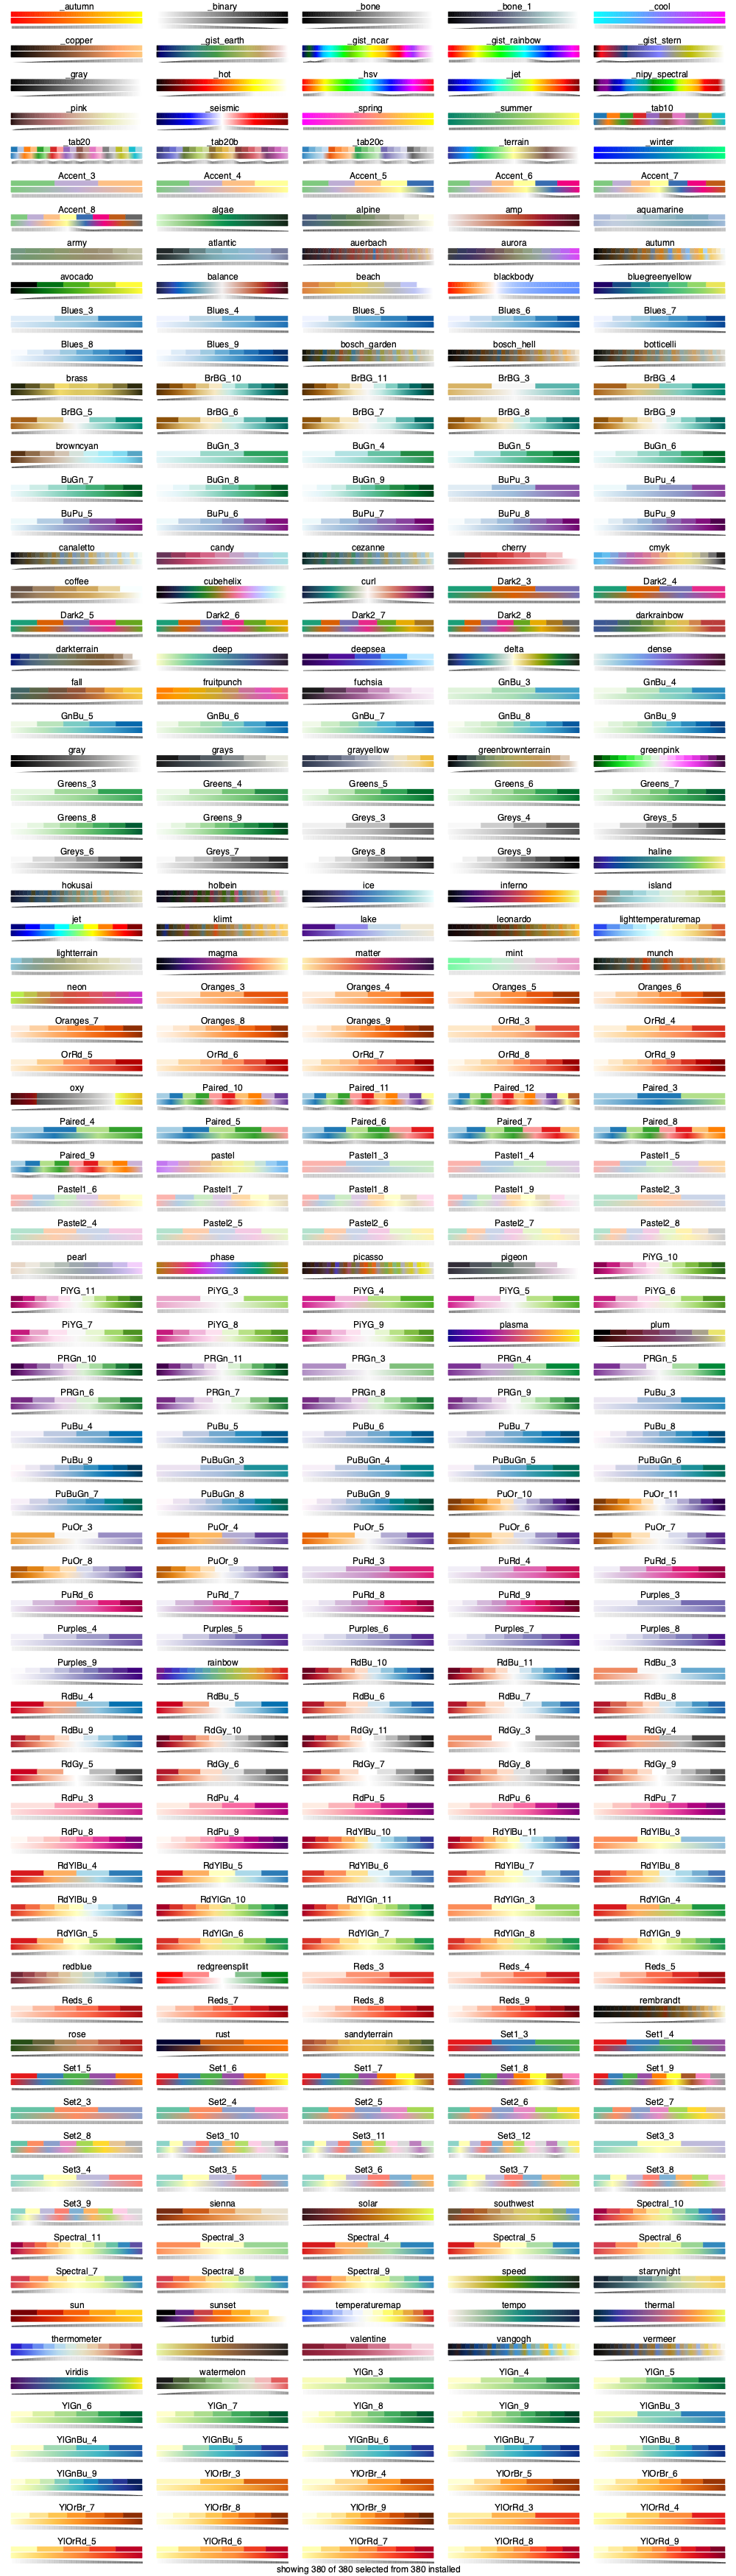 _autumn _binary _bone _bone_1 _cool
_copper _gist_earth _gist_ncar _gist_rainbow _gist_stern
_gray _hot _hsv _jet _nipy_spectral
_pink _seismic _spring _summer _tab10
_tab20 _tab20b _tab20c _terrain _winter
Accent_3 Accent_4 Accent_5 Accent_6 Accent_7
Accent_8 algae alpine amp aquamarine
army atlantic auerbach aurora autumn
avocado balance beach blackbody bluegreenyellow
Blues_3 Blues_4 Blues_5 Blues_6 Blues_7
Blues_8 Blues_9 bosch_garden bosch_hell botticelli
brass BrBG_10 BrBG_11 BrBG_3 BrBG_4
BrBG_5 BrBG_6 BrBG_7 BrBG_8 BrBG_9
browncyan BuGn_3 BuGn_4 BuGn_5 BuGn_6
BuGn_7 BuGn_8 BuGn_9 BuPu_3 BuPu_4
BuPu_5 BuPu_6 BuPu_7 BuPu_8 BuPu_9
canaletto candy cezanne cherry cmyk
coffee cubehelix curl Dark2_3 Dark2_4
Dark2_5 Dark2_6 Dark2_7 Dark2_8 darkrainbow
darkterrain deep deepsea delta dense
fall fruitpunch fuchsia GnBu_3 GnBu_4
GnBu_5 GnBu_6 GnBu_7 GnBu_8 GnBu_9
gray grays grayyellow greenbrownterrain greenpink
Greens_3 Greens_4 Greens_5 Greens_6 Greens_7
Greens_8 Greens_9 Greys_3 Greys_4 Greys_5
Greys_6 Greys_7 Greys_8 Greys_9 haline
hokusai holbein ice inferno island
jet klimt lake leonardo lighttemperaturemap
lightterrain magma matter mint munch
neon Oranges_3 Oranges_4 Oranges_5 Oranges_6
Oranges_7 Oranges_8 Oranges_9 OrRd_3 OrRd_4
OrRd_5 OrRd_6 OrRd_7 OrRd_8 OrRd_9
oxy Paired_10 Paired_11 Paired_12 Paired_3
Paired_4 Paired_5 Paired_6 Paired_7 Paired_8
Paired_9 pastel Pastel1_3 Pastel1_4 Pastel1_5
Pastel1_6 Pastel1_7 Pastel1_8 Pastel1_9 Pastel2_3
Pastel2_4 Pastel2_5 Pastel2_6 Pastel2_7 Pastel2_8
pearl phase picasso pigeon PiYG_10
PiYG_11 PiYG_3 PiYG_4 PiYG_5 PiYG_6
PiYG_7 PiYG_8 PiYG_9 plasma plum
PRGn_10 PRGn_11 PRGn_3 PRGn_4 PRGn_5
PRGn_6 PRGn_7 PRGn_8 PRGn_9 PuBu_3
PuBu_4 PuBu_5 PuBu_6 PuBu_7 PuBu_8
PuBu_9 PuBuGn_3 PuBuGn_4 PuBuGn_5 PuBuGn_6
PuBuGn_7 PuBuGn_8 PuBuGn_9 PuOr_10 PuOr_11
PuOr_3 PuOr_4 PuOr_5 PuOr_6 PuOr_7
PuOr_8 PuOr_9 PuRd_3 PuRd_4 PuRd_5
PuRd_6 PuRd_7 PuRd_8 PuRd_9 Purples_3
Purples_4 Purples_5 Purples_6 Purples_7 Purples_8
Purples_9 rainbow RdBu_10 RdBu_11 RdBu_3
RdBu_4 RdBu_5 RdBu_6 RdBu_7 RdBu_8
RdBu_9 RdGy_10 RdGy_11 RdGy_3 RdGy_4
RdGy_5 RdGy_6 RdGy_7 RdGy_8 RdGy_9
RdPu_3 RdPu_4 RdPu_5 RdPu_6 RdPu_7
RdPu_8 RdPu_9 RdYlBu_10 RdYlBu_11 RdYlBu_3
RdYlBu_4 RdYlBu_5 RdYlBu_6 RdYlBu_7 RdYlBu_8
RdYlBu_9 RdYlGn_10 RdYlGn_11 RdYlGn_3 RdYlGn_4
RdYlGn_5 RdYlGn_6 RdYlGn_7 RdYlGn_8 RdYlGn_9
redblue redgreensplit Reds_3 Reds_4 Reds_5
Reds_6 Reds_7 Reds_8 Reds_9 rembrandt
rose rust sandyterrain Set1_3 Set1_4
Set1_5 Set1_6 Set1_7 Set1_8 Set1_9
Set2_3 Set2_4 Set2_5 Set2_6 Set2_7
Set2_8 Set3_10 Set3_11 Set3_12 Set3_3
Set3_4 Set3_5 Set3_6 Set3_7 Set3_8
Set3_9 sienna solar southwest Spectral_10
Spectral_11 Spectral_3 Spectral_4 Spectral_5 Spectral_6
Spectral_7 Spectral_8 Spectral_9 speed starrynight
sun sunset temperaturemap tempo thermal
thermometer turbid valentine vangogh vermeer
viridis watermelon YlGn_3 YlGn_4 YlGn_5
YlGn_6 YlGn_7 YlGn_8 YlGn_9 YlGnBu_3
YlGnBu_4 YlGnBu_5 YlGnBu_6 YlGnBu_7 YlGnBu_8
YlGnBu_9 YlOrBr_3 YlOrBr_4 YlOrBr_5 YlOrBr_6
YlOrBr_7 YlOrBr_8 YlOrBr_9 YlOrRd_3 YlOrRd_4
YlOrRd_5 YlOrRd_6 YlOrRd_7 YlOrRd_8 YlOrRd_9
showing 380 of 380 selected from 380 installed